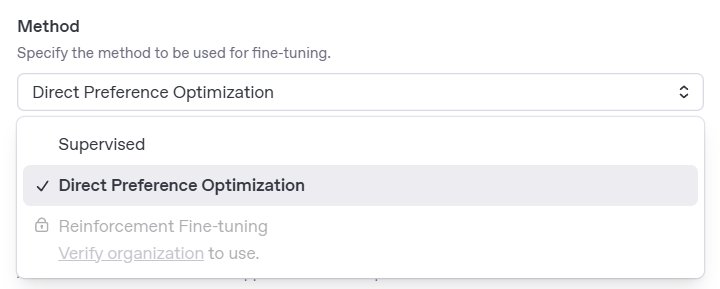 Method
Specify the method to be used for fine-tuning.
Direct Preference Optimization
Supervised
Direct Preference Optimization
Reinforcement Fine-tuning
Verify organization to use.